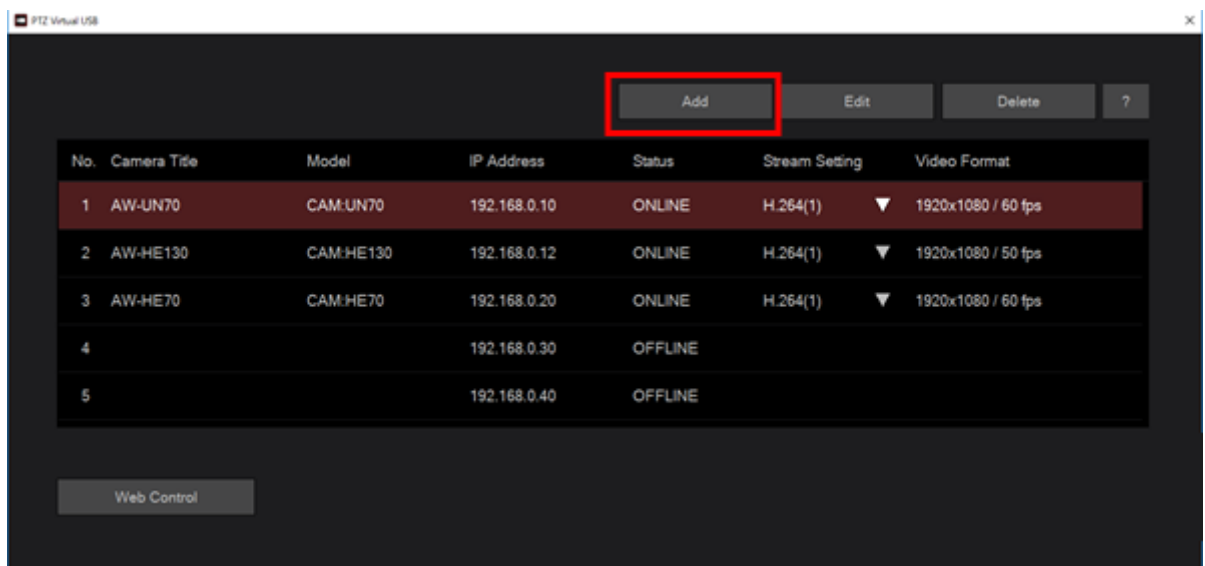 PTZ Virtual USB
Add Edit Delete ?
No. Camera Title Model IP Address Status Stream Setting Video Format
1 AW-UN70 CAM:UN70 192.168.0.10 ONLINE H.264(1) ▼ 1920x1080 / 60 fps
2 AW-HE130 CAM:HE130 192.168.0.12 ONLINE H.264(1) ▼ 1920x1080 / 50 fps
3 AW-HE70 CAM:HE70 192.168.0.20 ONLINE H.264(1) ▼ 1920x1080 / 60 fps
4 192.168.0.30 OFFLINE
5 192.168.0.40 OFFLINE
Web Control